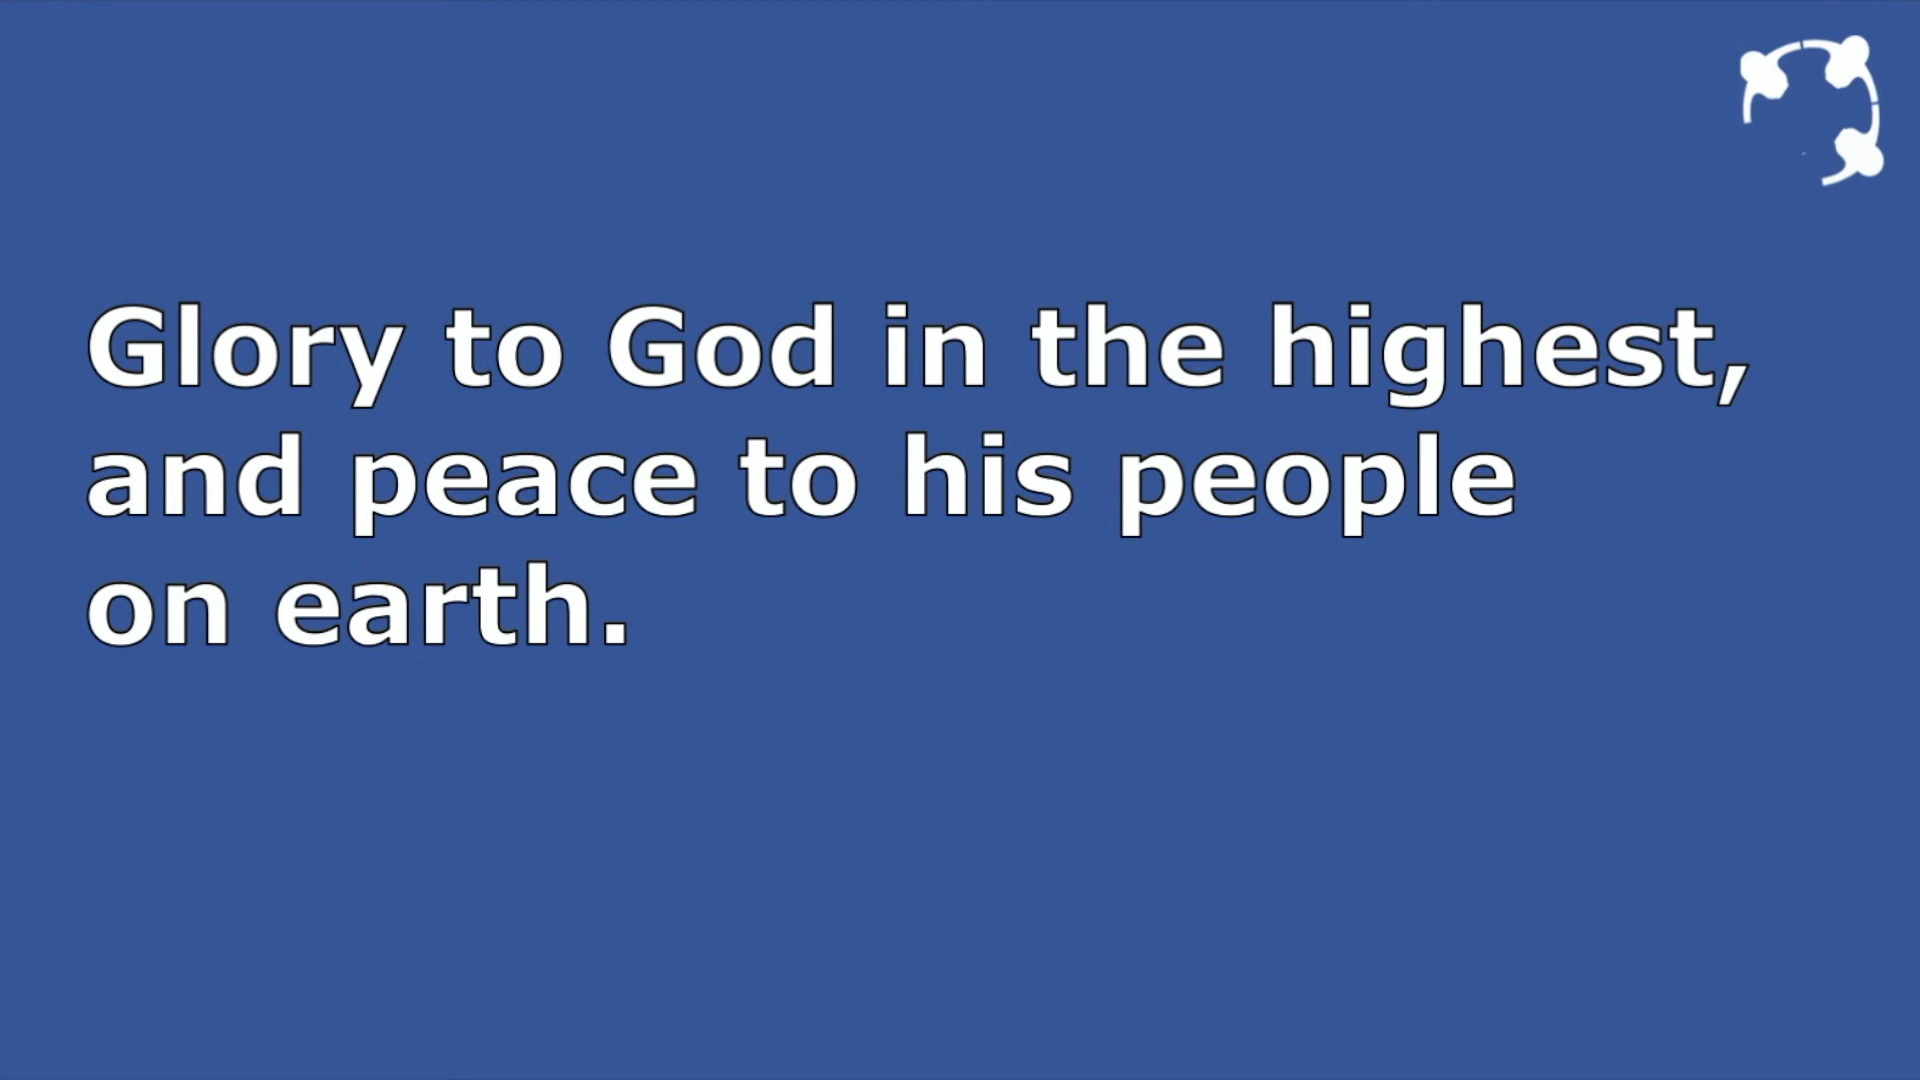 Glory to God in the highest,
and peace to his people
on earth.